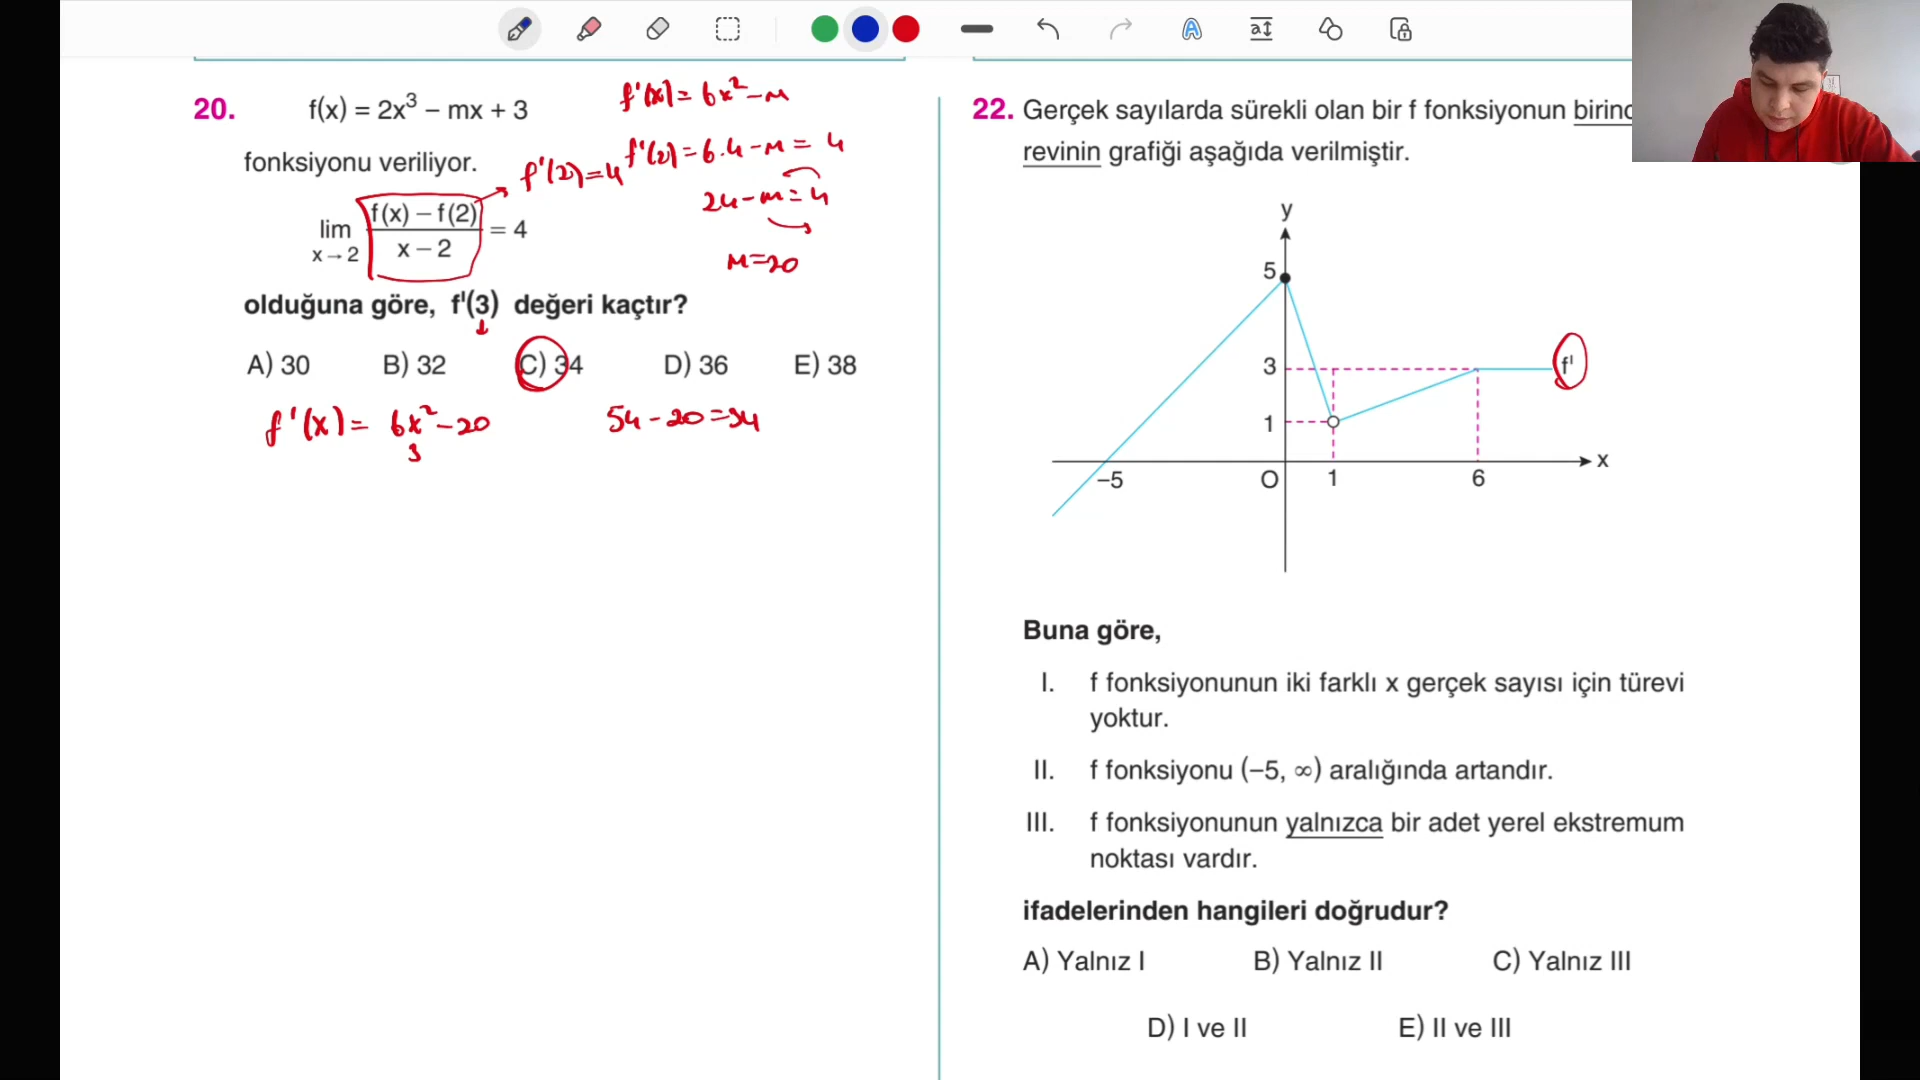 20. f(x) = 2x³ – mx + 3
fonksiyonu veriliyor.
lim x→2 (f(x) – f(2))/(x – 2) = 4
olduğuna göre, f'(3) değeri kaçtır?
A) 30 B) 32 C) 34 D) 36 E) 38
f'(x) = 6x² – m
f'(2) = 4
f'(2) = 6.4 – m = 4
24 – m = 4
m = 20
f'(x) = 6x² – 20
3
54 – 20 = 34
22. Gerçek sayılarda sürekli olan bir f fonksiyonun birinc
revinin grafiği aşağıda verilmiştir.
y
5
3
f'
1
x
–5 O 1 6
Buna göre,
I. f fonksiyonunun iki farklı x gerçek sayısı için türevi
yoktur.
II. f fonksiyonu (–5, ∞) aralığında artandır.
III. f fonksiyonunun yalnızca bir adet yerel ekstremum
noktası vardır.
ifadelerinden hangileri doğrudur?
A) Yalnız I B) Yalnız II C) Yalnız III
D) I ve II E) II ve III